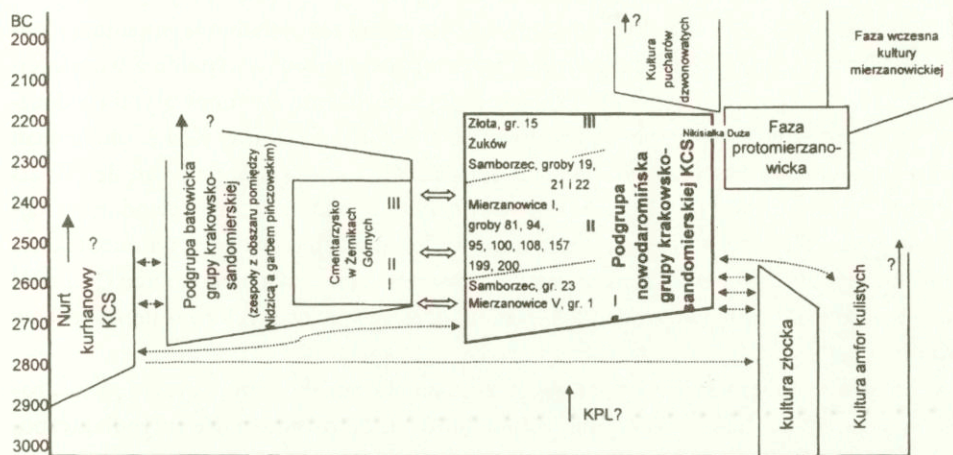 BC
2000
2100
2200
2300
2400
2500
2600
2700
2800
2900
3000
?
Nurt
kurhanowy
KCS
?
Podgrupa batowicka
grupy krakowsko-
sandomierskiej
(zespoły z obszaru pomiędzy
Nidzicą a garbem pińczowskim)
Cmentarzysko
w Żernikach
Górnych
III
II
I
Złota, gr. 15
III
Żuków
Samborzec, groby 19,
21 i 22
Mierzanowice I,
groby 81, 94,
II
95, 100, 108, 157
199, 200
Samborzec, gr. 23
I
Mierzanowice V, gr. 1
Podgrupa
nowodaromińska
grupy krakowsko-
sandomierskiej KCS
Nikisiałka Duża
?
Kultura
pucharów
dzwonowatych
Faza
protomierzano-
wicka
Faza wczesna
kultury
mierzanowickiej
kultura złocka
Kultura amfor kulistych
?
KPL?